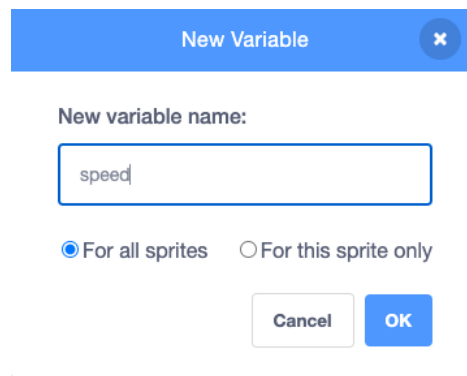 New Variable
New variable name:
speed
For all sprites For this sprite only
Cancel OK